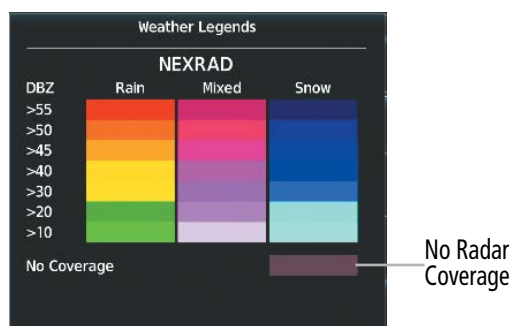 Weather Legends
NEXRAD
DBZ Rain Mixed Snow
>55
>50
>45
>40
>30
>20
>10
No Coverage
No Radar
Coverage